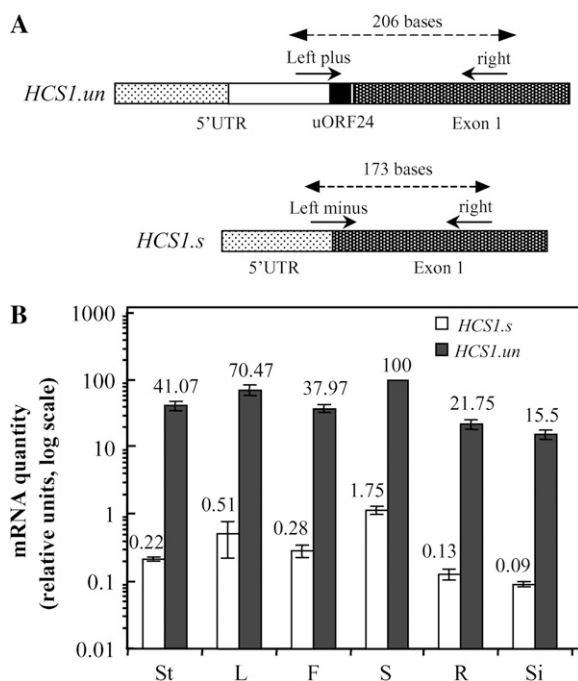 A
206 bases
Left plus
right
HCS1.un
5'UTR
uORF24
Exon 1
173 bases
Left minus
right
HCS1.s
5'UTR
Exon 1
B
mRNA quantity
(relative units, log scale)
1000
100
10
1
0.1
0.01
HCS1.s
HCS1.un
41.07
70.47
37.97
100
21.75
15.5
0.22
0.51
0.28
1.75
0.13
0.09
St
L
F
S
R
Si